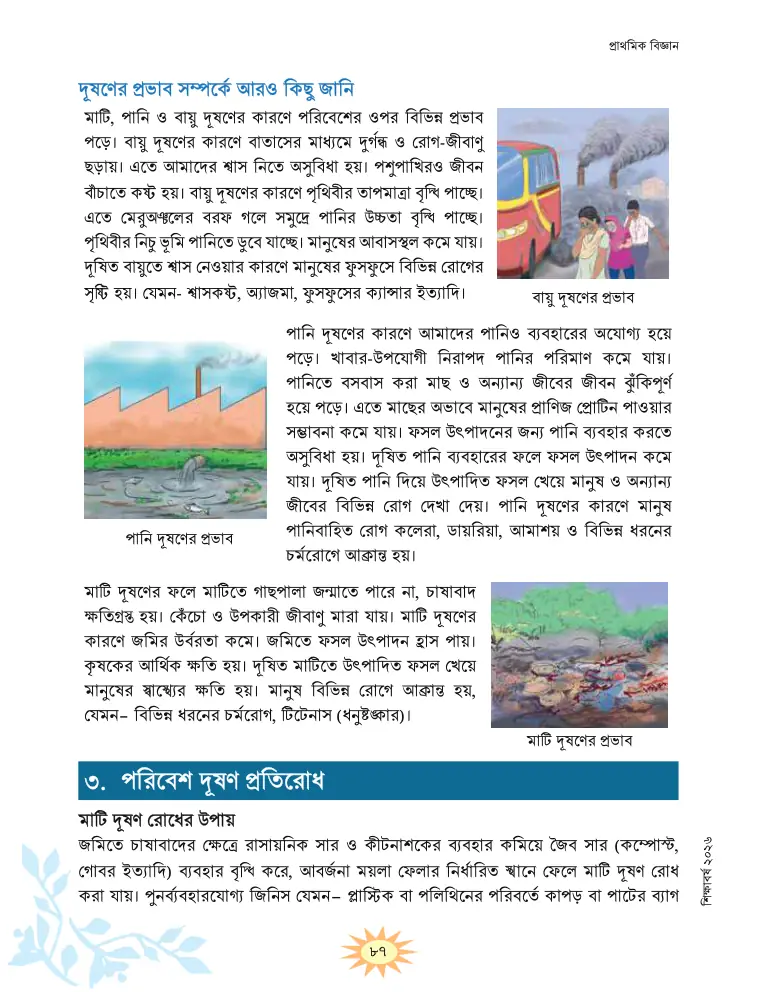 প্রাথমিক বিজ্ঞান
দূষণের প্রভাব সম্পর্কে আরও কিছু জানি
মাটি, পানি ও বায়ু দূষণের কারণে পরিবেশের ওপর বিভিন্ন প্রভাব
পড়ে। বায়ু দূষণের কারণে বাতাসের মাধ্যমে দুর্গন্ধ ও রোগ-জীবাণু
ছড়ায়। এতে আমাদের শ্বাস নিতে অসুবিধা হয়। পশুপাখিরও জীবন
বাঁচাতে কষ্ট হয়। বায়ু দূষণের কারণে পৃথিবীর তাপমাত্রা বৃদ্ধি পাচ্ছে।
এতে মেরুঅঞ্চলের বরফ গলে সমুদ্রে পানির উচ্চতা বৃদ্ধি পাচ্ছে।
পৃথিবীর নিচু ভূমি পানিতে ডুবে যাচ্ছে। মানুষের আবাসস্থল কমে যায়।
দূষিত বায়ুতে শ্বাস নেওয়ার কারণে মানুষের ফুসফুসে বিভিন্ন রোগের
সৃষ্টি হয়। যেমন- শ্বাসকষ্ট, অ্যাজমা, ফুসফুসের ক্যান্সার ইত্যাদি।
বায়ু দূষণের প্রভাব
পানি দূষণের কারণে আমাদের পানিও ব্যবহারের অযোগ্য হয়ে
পড়ে। খাবার-উপযোগী নিরাপদ পানির পরিমাণ কমে যায়।
পানিতে বসবাস করা মাছ ও অন্যান্য জীবের জীবন ঝুঁকিপূর্ণ
হয়ে পড়ে। এতে মাছের অভাবে মানুষের প্রাণিজ প্রোটিন পাওয়ার
সম্ভাবনা কমে যায়। ফসল উৎপাদনের জন্য পানি ব্যবহার করতে
অসুবিধা হয়। দূষিত পানি ব্যবহারের ফলে ফসল উৎপাদন কমে
যায়। দূষিত পানি দিয়ে উৎপাদিত ফসল খেয়ে মানুষ ও অন্যান্য
জীবের বিভিন্ন রোগ দেখা দেয়। পানি দূষণের কারণে মানুষ
পানিবাহিত রোগ কলেরা, ডায়রিয়া, আমাশয় ও বিভিন্ন ধরনের
চর্মরোগে আক্রান্ত হয়।
পানি দূষণের প্রভাব
মাটি দূষণের ফলে মাটিতে গাছপালা জন্মাতে পারে না, চাষাবাদ
ক্ষতিগ্রস্ত হয়। কেঁচো ও উপকারী জীবাণু মারা যায়। মাটি দূষণের
কারণে জমির উর্বরতা কমে। জমিতে ফসল উৎপাদন হ্রাস পায়।
কৃষকের আর্থিক ক্ষতি হয়। দূষিত মাটিতে উৎপাদিত ফসল খেয়ে
মানুষের স্বাস্থ্যের ক্ষতি হয়। মানুষ বিভিন্ন রোগে আক্রান্ত হয়,
যেমন– বিভিন্ন ধরনের চর্মরোগ, টিটেনাস (ধনুষ্টঙ্কার)।
মাটি দূষণের প্রভাব
৩. পরিবেশ দূষণ প্রতিরোধ
মাটি দূষণ রোধের উপায়
জমিতে চাষাবাদের ক্ষেত্রে রাসায়নিক সার ও কীটনাশকের ব্যবহার কমিয়ে জৈব সার (কম্পোস্ট,
গোবর ইত্যাদি) ব্যবহার বৃদ্ধি করে, আবর্জনা ময়লা ফেলার নির্ধারিত স্থানে ফেলে মাটি দূষণ রোধ
করা যায়। পুনর্ব্যবহারযোগ্য জিনিস যেমন– প্লাস্টিক বা পলিথিনের পরিবর্তে কাপড় বা পাটের ব্যাগ
শিক্ষাবর্ষ ২০২৬
৮৭